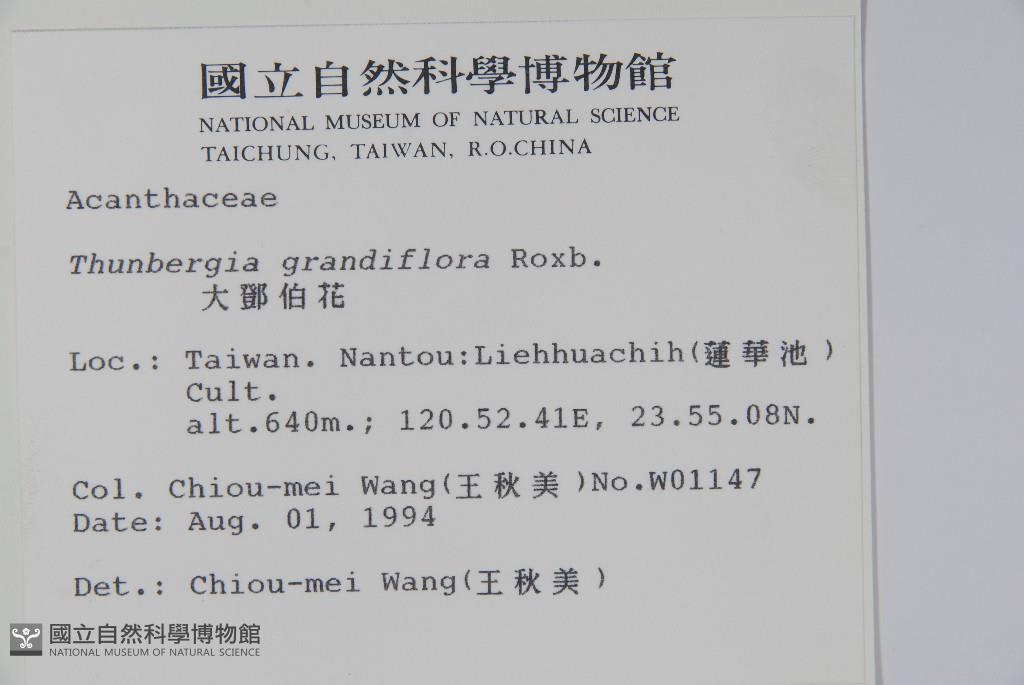 國立自然科學博物館
NATIONAL MUSEUM OF NATURAL SCIENCE
TAICHUNG, TAIWAN, R.O.CHINA
Acanthaceae
Thunbergia grandiflora Roxb.
大鄧伯花
Loc.: Taiwan. Nantou:Liehhuachih(蓮華池)
Cult.
alt.640m.; 120.52.41E, 23.55.08N.
Col. Chiou-mei Wang(王秋美)No.W01147
Date: Aug. 01, 1994
Det.: Chiou-mei Wang(王秋美)
國立自然科學博物館
NATIONAL MUSEUM OF NATURAL SCIENCE